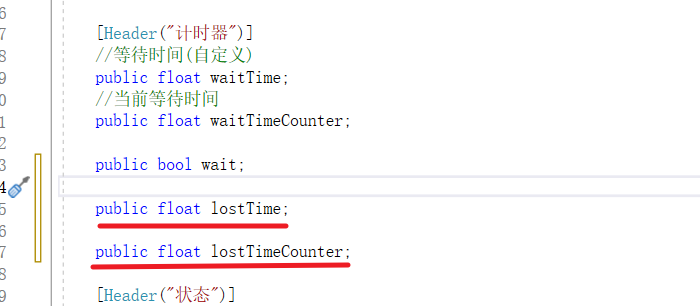 6
7
[Header("计时器")]
8
//等待时间(自定义)
9
public float waitTime;
0
//当前等待时间
1
public float waitTimeCounter;
2
3
public bool wait;
4
5
public float lostTime;
6
7
public float lostTimeCounter;
8
9
[Header("状态")]